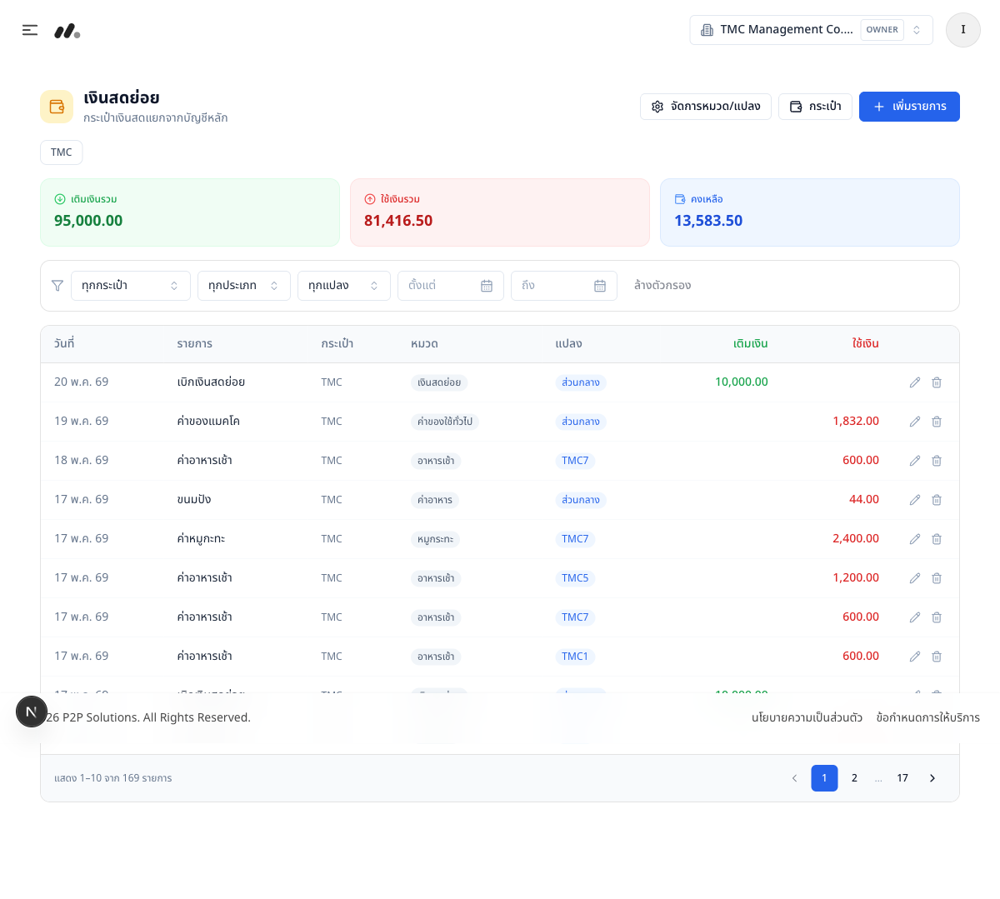 TMC Management Co....
OWNER
I
เงินสดย่อย
กระเป๋าเงินสดแยกจากบัญชีหลัก
จัดการหมวด/แปลง
กระเป๋า
เพิ่มรายการ
TMC
เติมเงินรวม
95,000.00
ใช้เงินรวม
81,416.50
คงเหลือ
13,583.50
ทุกกระเป๋า
ทุกประเภท
ทุกแปลง
ตั้งแต่
ถึง
ล้างตัวกรอง
วันที่ รายการ กระเป๋า หมวด แปลง เติมเงิน ใช้เงิน
20 พ.ค. 69 เบิกเงินสดย่อย TMC เงินสดย่อย ส่วนกลาง 10,000.00
19 พ.ค. 69 ค่าของแมคโค TMC ค่าของใช้ทั่วไป ส่วนกลาง 1,832.00
18 พ.ค. 69 ค่าอาหารเช้า TMC อาหารเช้า TMC7 600.00
17 พ.ค. 69 ขนมปัง TMC ค่าอาหาร ส่วนกลาง 44.00
17 พ.ค. 69 ค่าหมูกะทะ TMC หมูกระทะ TMC7 2,400.00
17 พ.ค. 69 ค่าอาหารเช้า TMC อาหารเช้า TMC5 1,200.00
17 พ.ค. 69 ค่าอาหารเช้า TMC อาหารเช้า TMC7 600.00
17 พ.ค. 69 ค่าอาหารเช้า TMC อาหารเช้า TMC1 600.00
N
26 P2P Solutions. All Rights Reserved.
นโยบายความเป็นส่วนตัว ข้อกำหนดการให้บริการ
แสดง 1–10 จาก 169 รายการ
1 2 ... 17